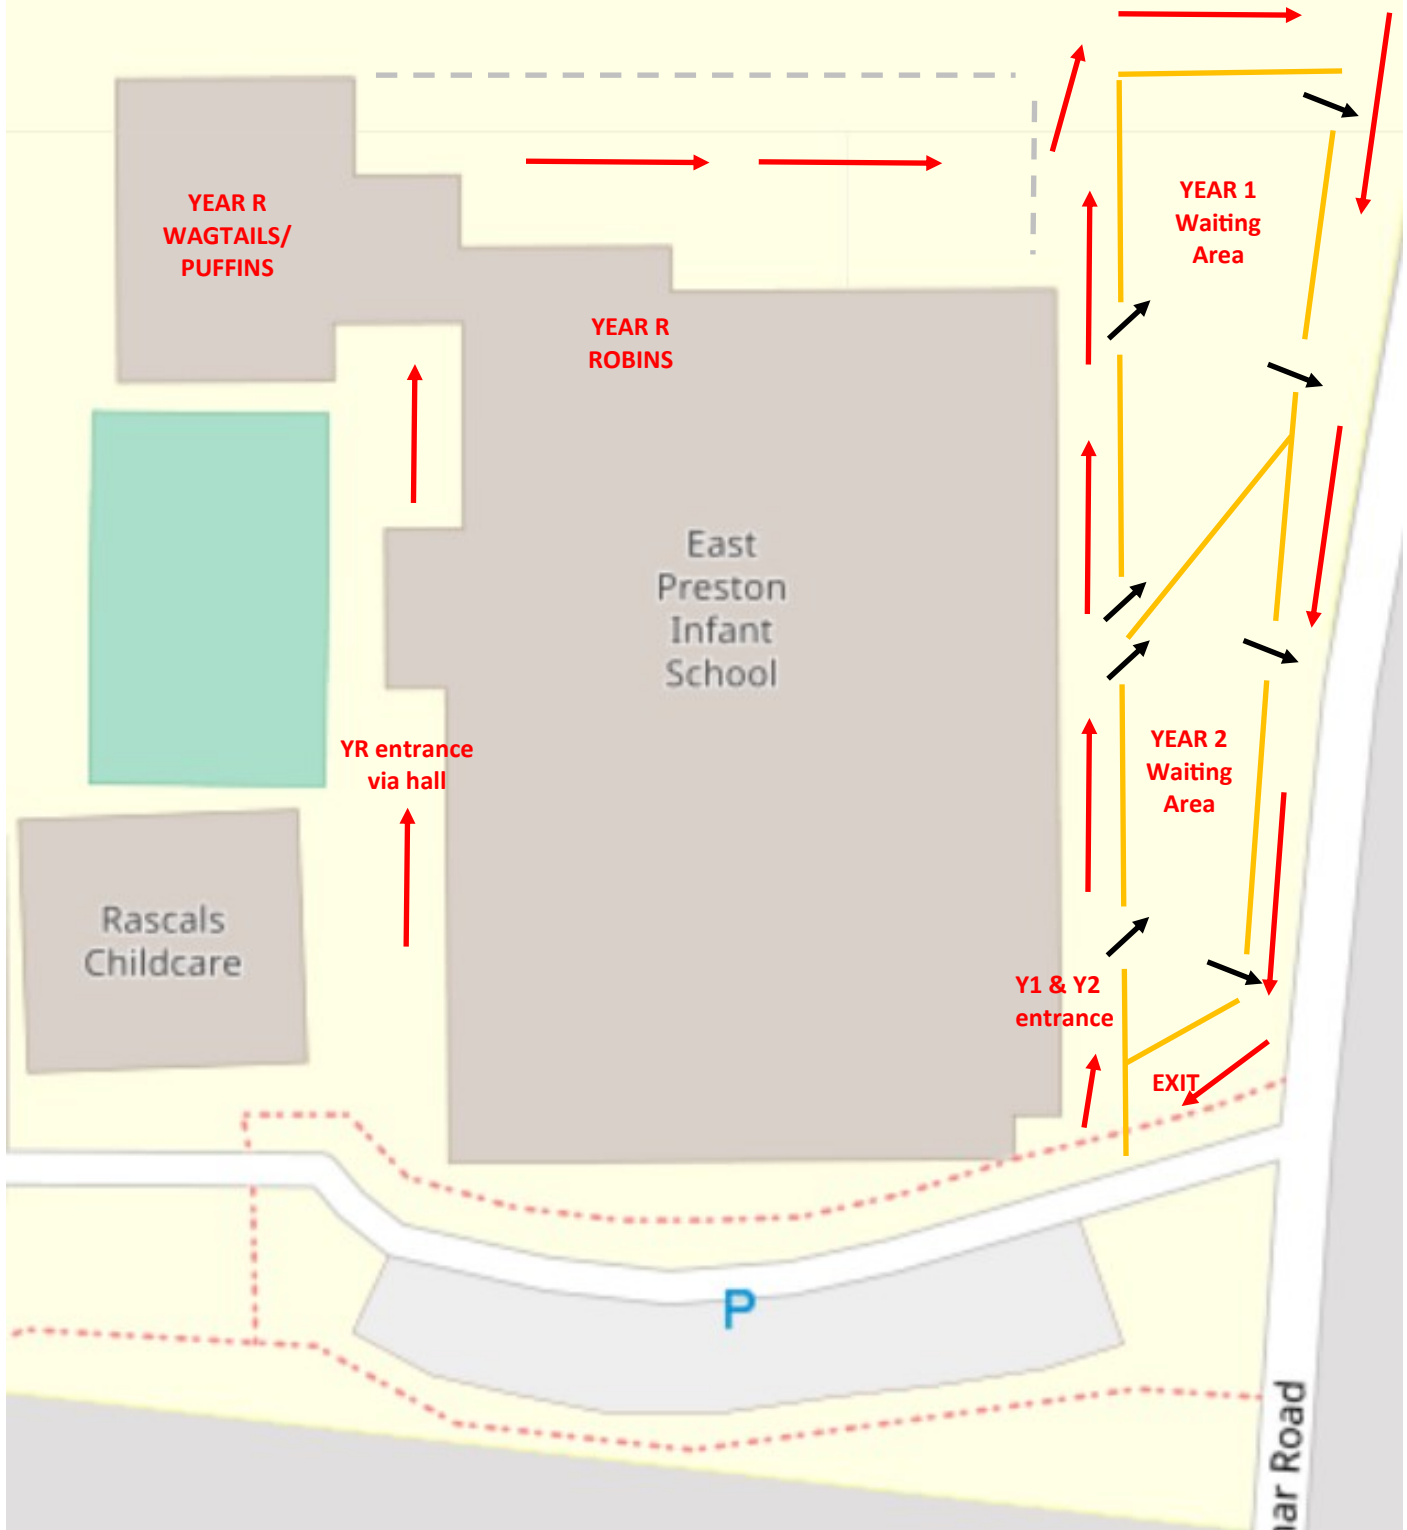 YEAR R
WAGTAILS/
PUFFINS
YEAR 1
Waiting
Area
YEAR R
ROBINS
East
Preston
Infant
School
YR entrance
via hall
YEAR 2
Waiting
Area
Rascals
Childcare
Y1 & Y2
entrance
EXIT
P
Road